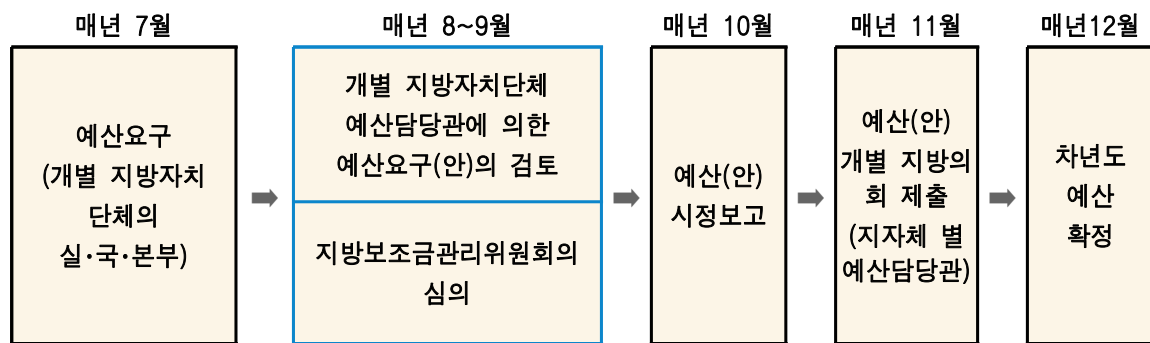 매년 7월
예산요구
(개별 지방자치
단체의
실·국·본부)
매년 8~9월
개별 지방자치단체
예산담당관에 의한
예산요구(안)의 검토
지방보조금관리위원회의
심의
매년 10월
예산(안)
시정보고
매년 11월
예산(안)
개별 지방의
회 제출
(지자체 별
예산담당관)
매년12월
차년도
예산
확정